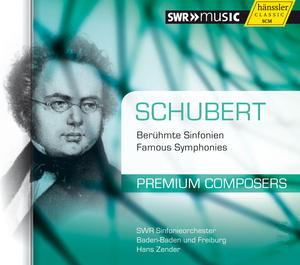 SWR»MUSIC
hänssler
CLASSIC
SCM
SCHUBERT
Berühmte Sinfonien
Famous Symphonies
PREMIUM COMPOSERS
SWR Sinfonieorchester
Baden-Baden und Freiburg
Hans Zender